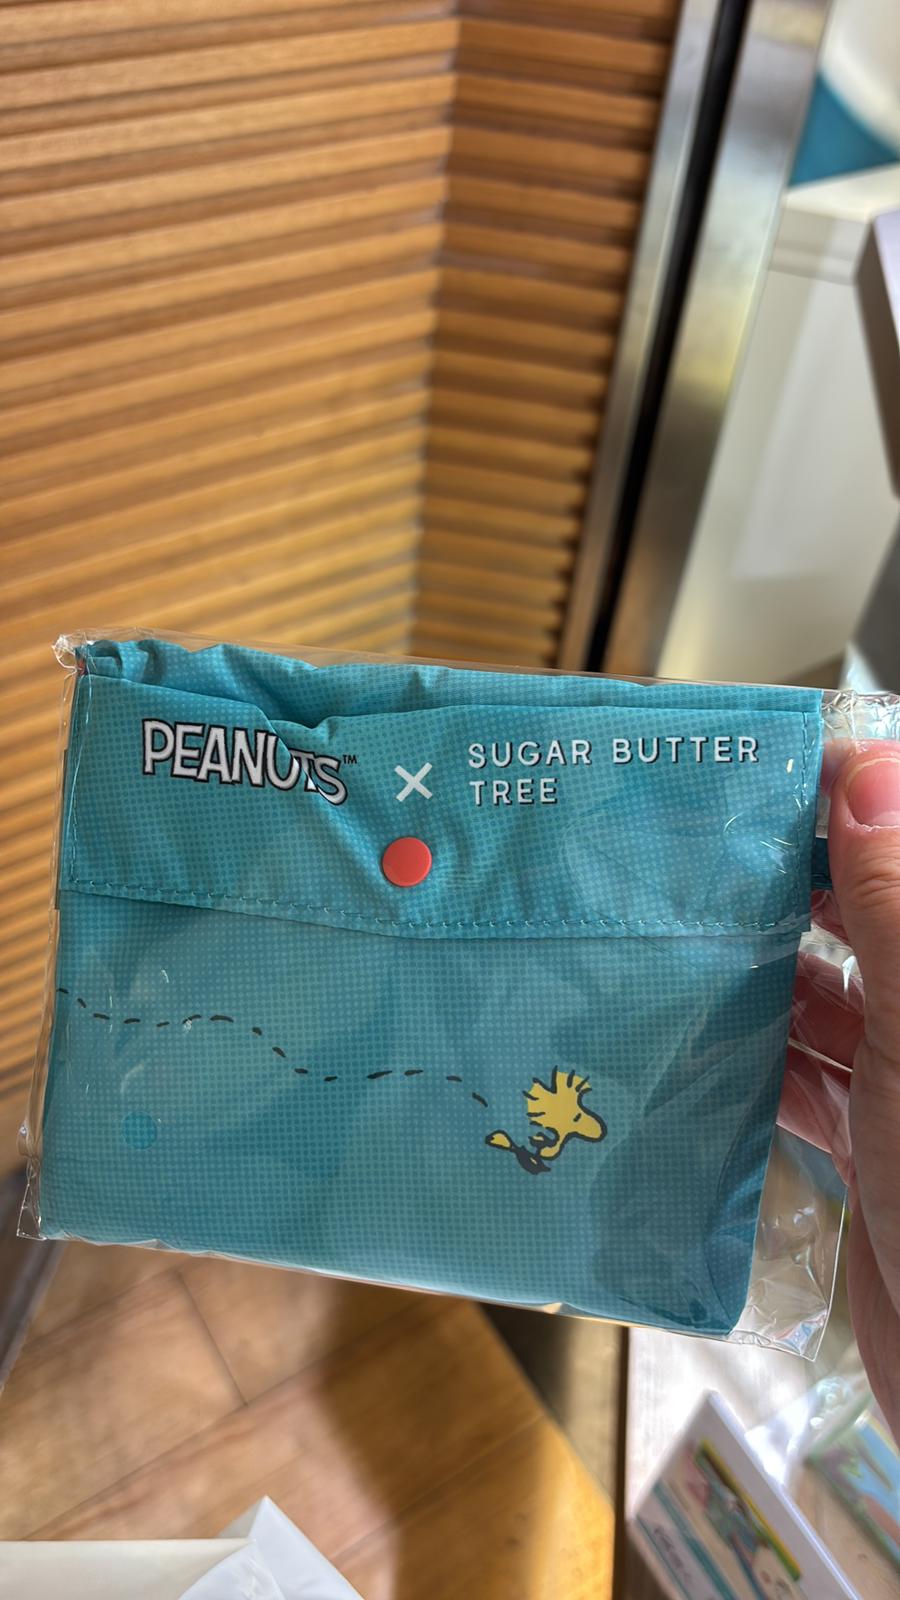 PEANUTS™ × SUGAR BUTTER
TREE